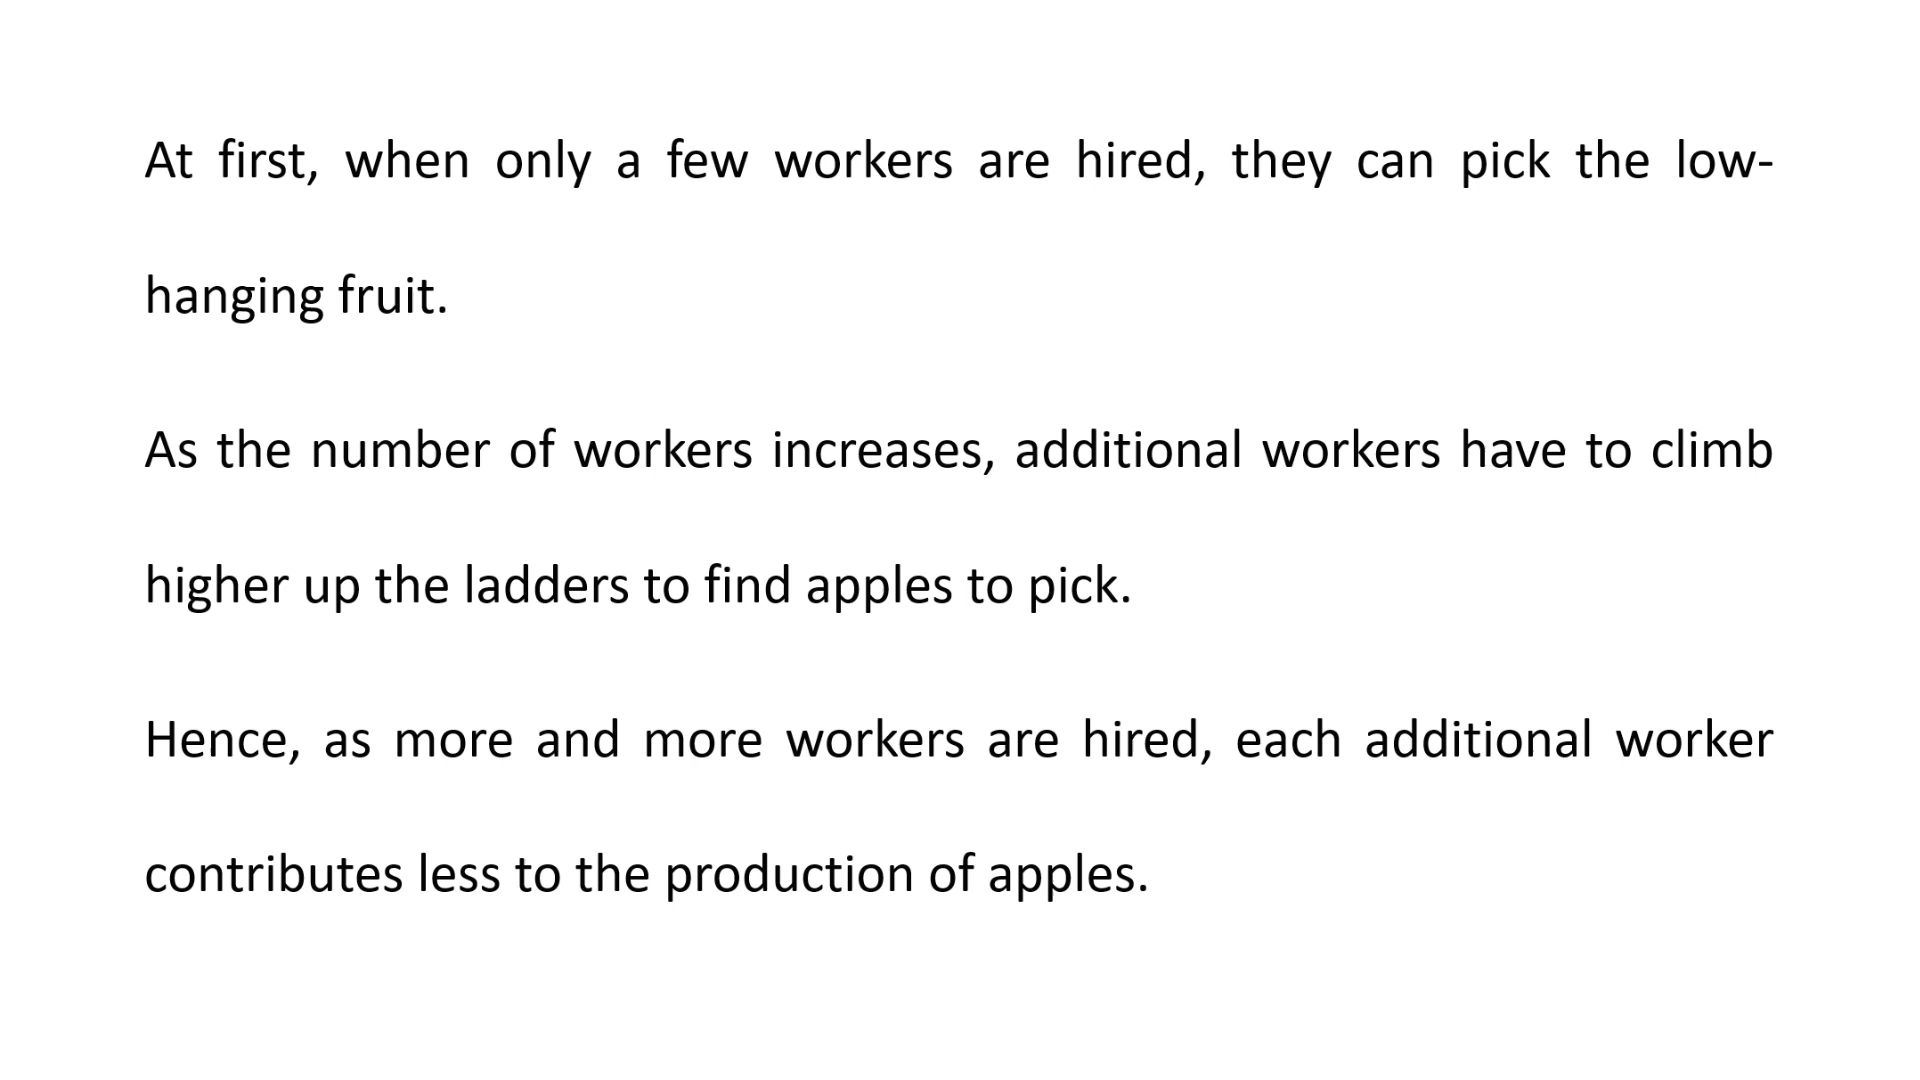 At first, when only a few workers are hired, they can pick the low-
hanging fruit.
As the number of workers increases, additional workers have to climb
higher up the ladders to find apples to pick.
Hence, as more and more workers are hired, each additional worker
contributes less to the production of apples.